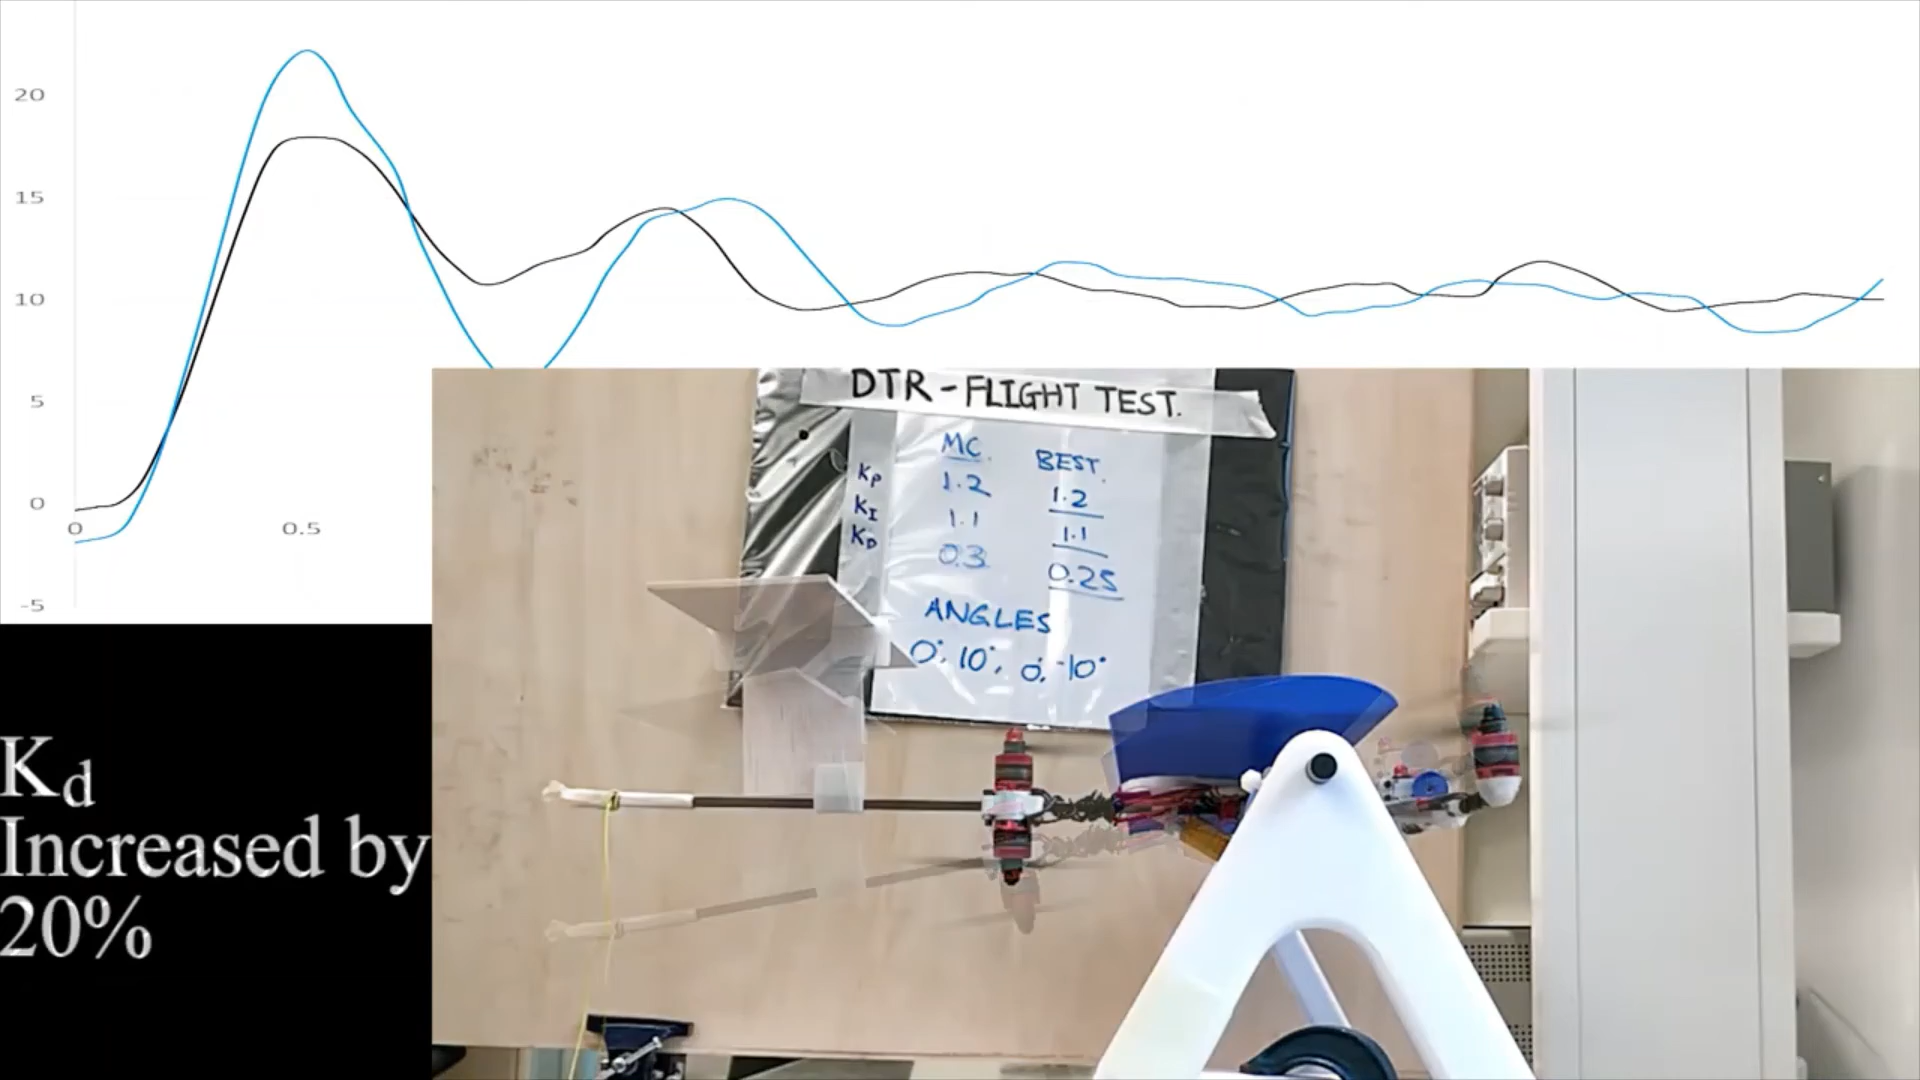 20
15
10
5
0
0 0.5
-5
DTR-FLIGHT TEST.
MC. BEST.
KP 1.2 1.2
KI 1.1 1.1
KD 0.3 0.25
ANGLES
0°, 10°, 0°, -10°
Kd
Increased by
20%